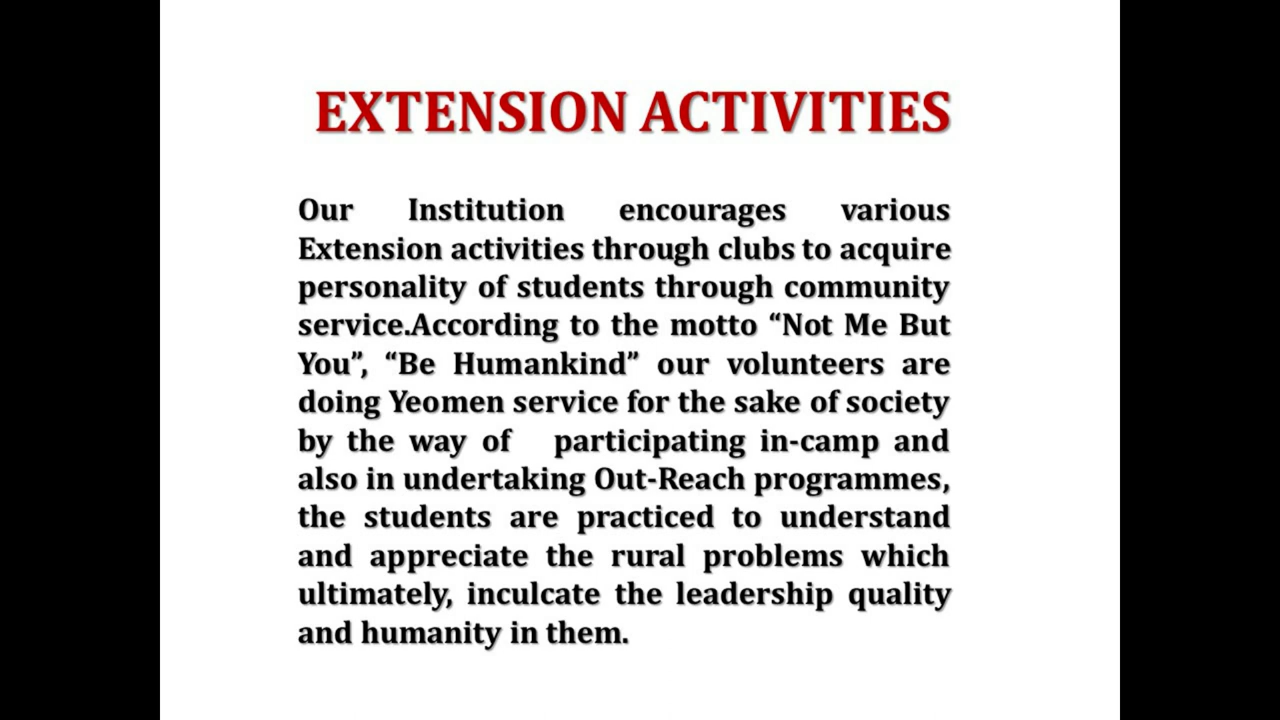 EXTENSION ACTIVITIES
Our Institution encourages various
Extension activities through clubs to acquire
personality of students through community
service.According to the motto “Not Me But
You”, “Be Humankind” our volunteers are
doing Yeomen service for the sake of society
by the way of participating in-camp and
also in undertaking Out-Reach programmes,
the students are practiced to understand
and appreciate the rural problems which
ultimately, inculcate the leadership quality
and humanity in them.